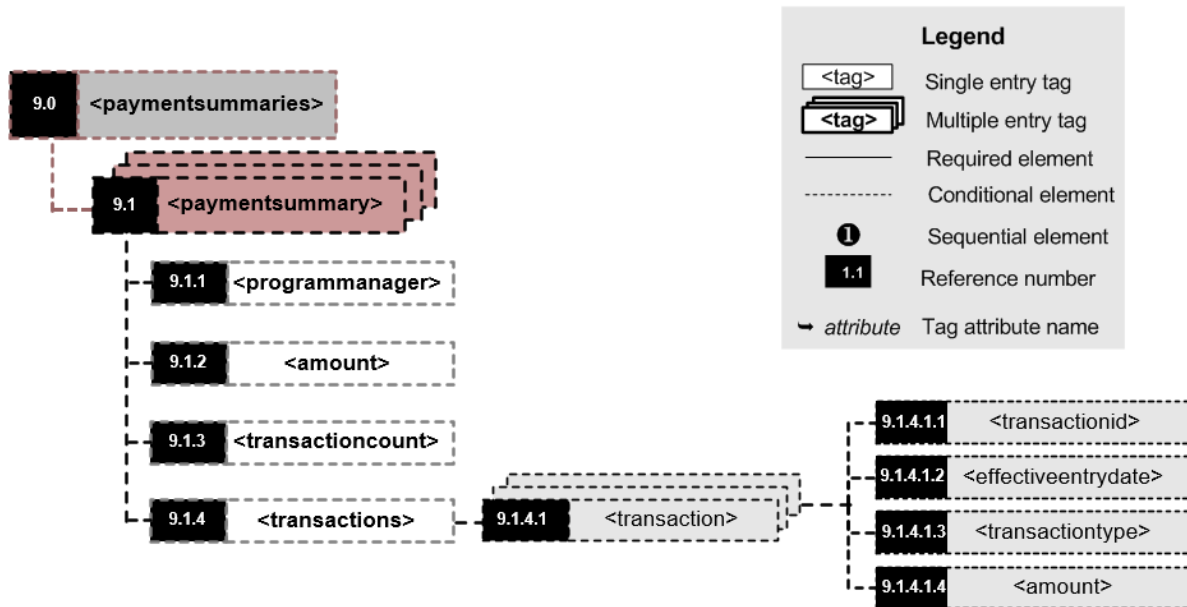 Legend
<tag> Single entry tag
<tag> Multiple entry tag
Required element
Conditional element
❶ Sequential element
1.1 Reference number
➥ attribute Tag attribute name
9.0 <paymentsummaries>
9.1 <paymentsummary>
9.1.1 <programmanager>
9.1.2 <amount>
9.1.3 <transactioncount>
9.1.4 <transactions>
9.1.4.1 <transaction>
9.1.4.1.1 <transactionid>
9.1.4.1.2 <effectiveentrydate>
9.1.4.1.3 <transactiontype>
9.1.4.1.4 <amount>